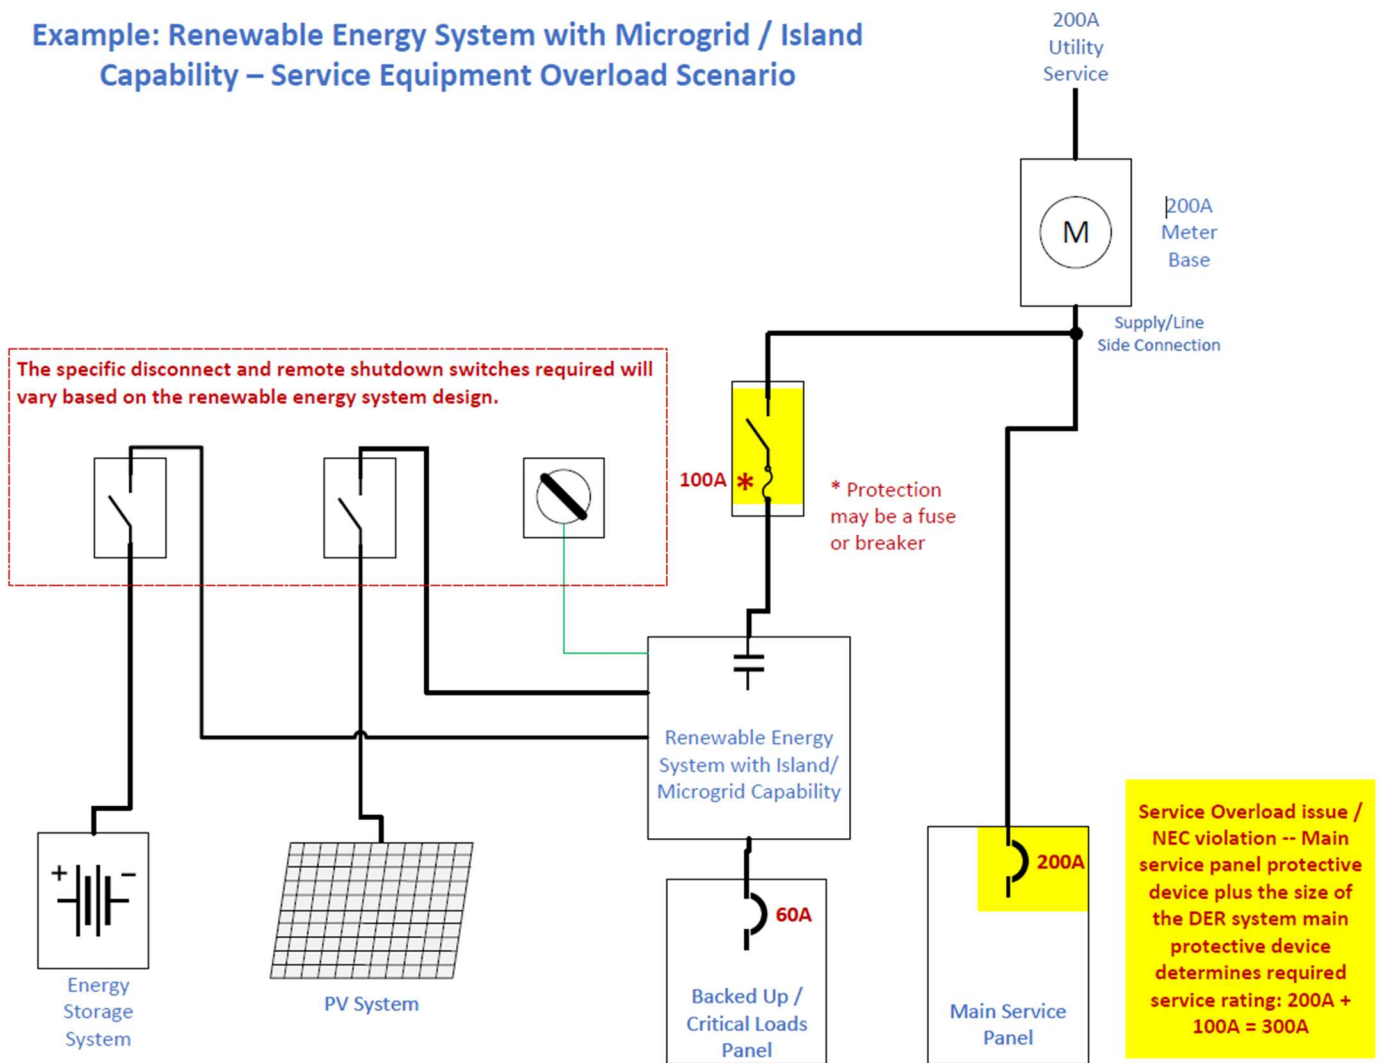 Example: Renewable Energy System with Microgrid / Island
Capability – Service Equipment Overload Scenario
200A
Utility
Service
M
200A
Meter
Base
Supply/Line
Side Connection
The specific disconnect and remote shutdown switches required will
vary based on the renewable energy system design.
100A *
* Protection
may be a fuse
or breaker
Renewable Energy
System with Island/
Microgrid Capability
+ −
Energy
Storage
System
PV System
60A
Backed Up /
Critical Loads
Panel
200A
Main Service
Panel
Service Overload issue /
NEC violation -- Main
service panel protective
device plus the size of
the DER system main
protective device
determines required
service rating: 200A +
100A = 300A